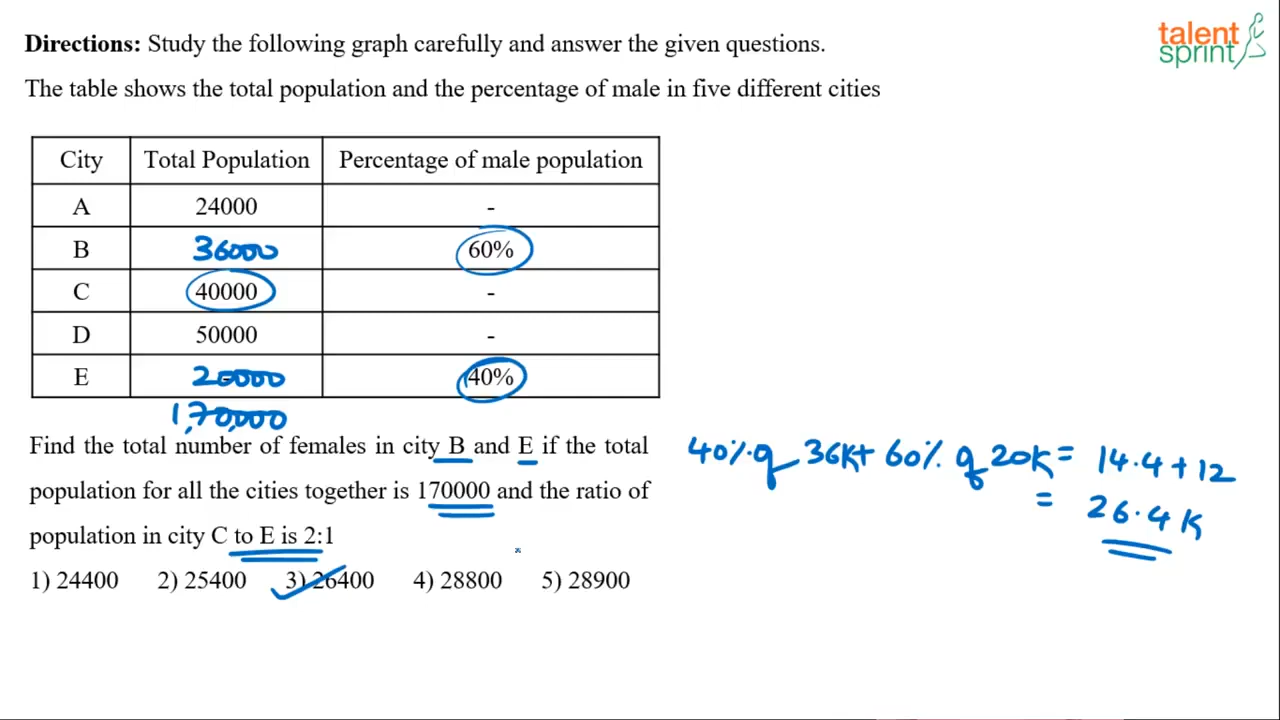 talent
sprint
Directions: Study the following graph carefully and answer the given questions.
The table shows the total population and the percentage of male in five different cities
City Total Population Percentage of male population
A 24000 -
B 36000 60%
C 40000 -
D 50000 -
E 20000 40%
1,70,000
Find the total number of females in city B and E if the total
population for all the cities together is 170000 and the ratio of
population in city C to E is 2:1
1) 24400 2) 25400 3) 26400 4) 28800 5) 28900
40% of 36K+ 60% of 20K = 14.4 + 12
= 26.4 K